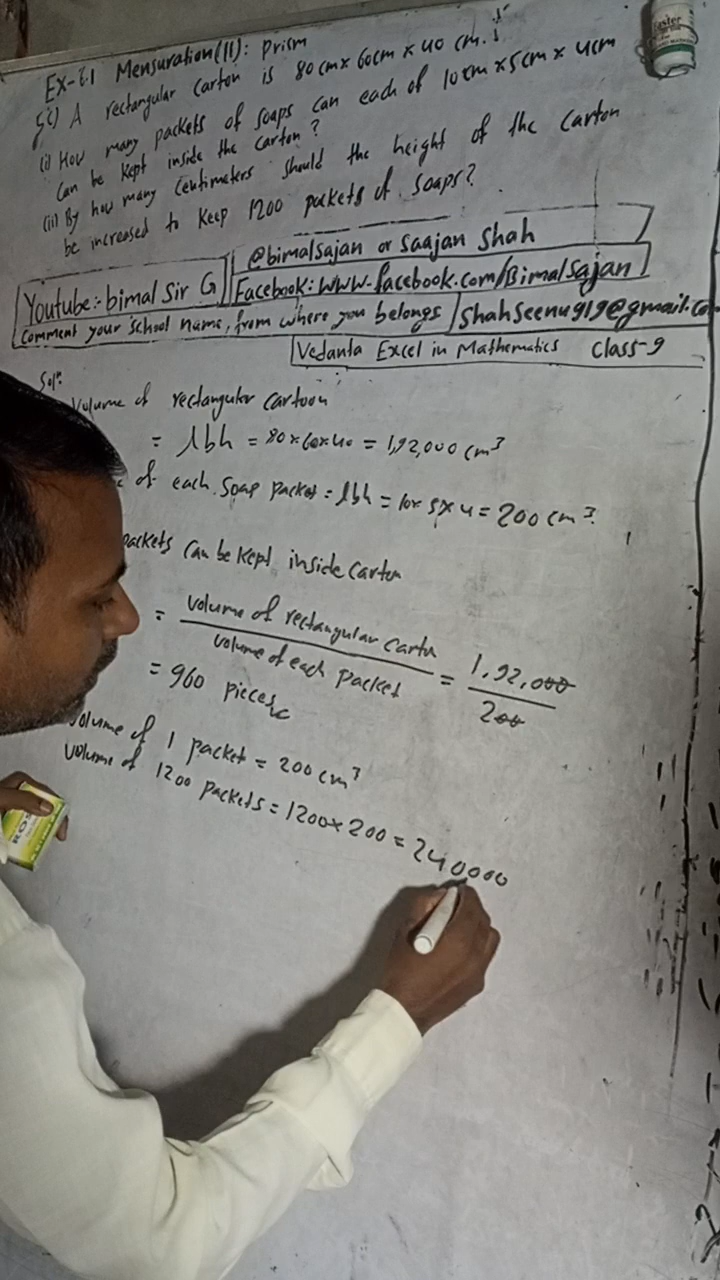 Ex-8.1 Mensuration(II): Prism
5.c) A rectangular carton is 80cm x 60cm x 40 cm.
(i) How many packets of soaps can each of 10cm x 5cm x 4cm
can be kept inside the carton?
(ii) By how many centimeters should the height of the carton
be increased to keep 1200 packets of soaps?
@bimalsajan or Saajan Shah
Youtube:- bimal Sir G
Facebook: www.facebook.com/Bimalsajan
Comment your school name, from where you belongs
Shahseenu919@gmail.com
Vedanta Excel in Mathematics Class-9
Solⁿ:
Volume of rectangular cartoon
= lbh = 80×60×40 = 1,92,000 cm³
of each soap packet = lbh = 10× 5×4 = 200 cm³
packets can be kept inside carton
= volume of rectangular carton / volume of each packet = 1,92,000 / 200
= 960 pieces
Volume of 1 packet = 200 cm³
Volume of 1200 packets = 1200× 200 = 240000